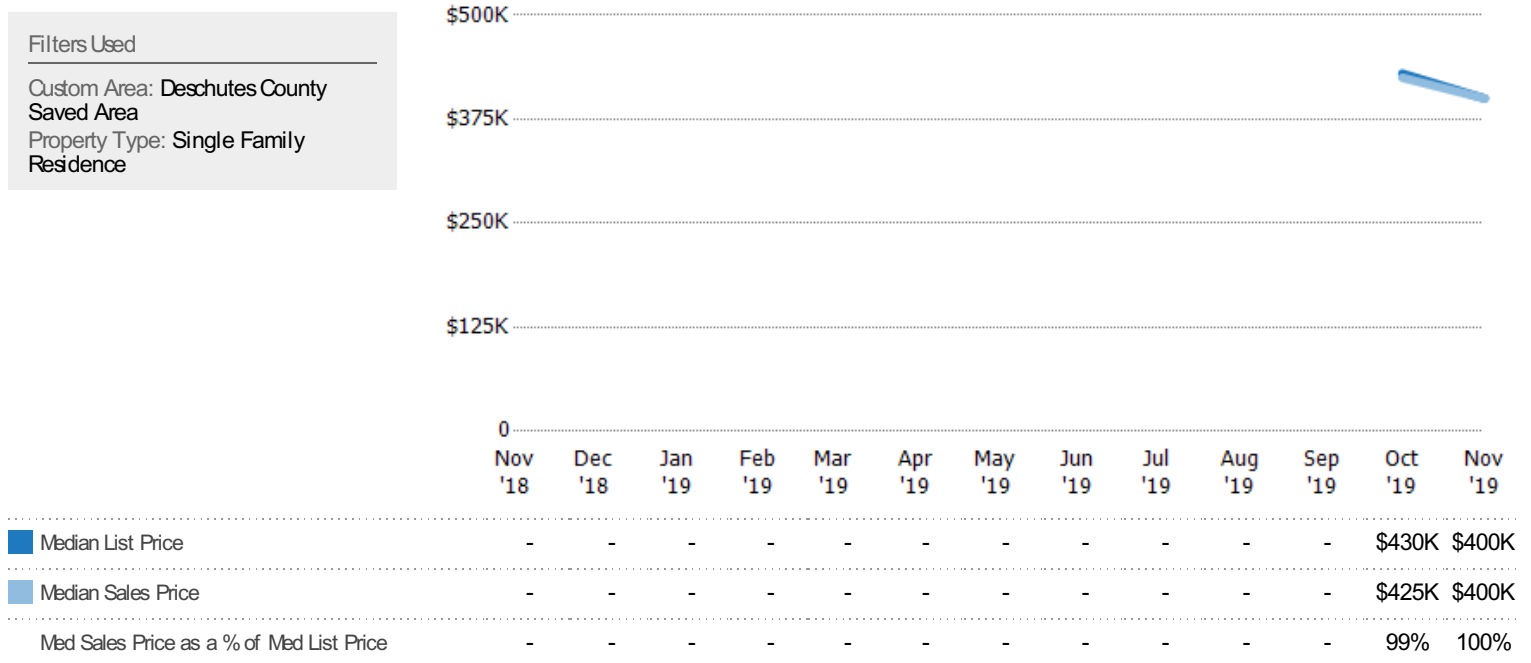 Filters Used
Custom Area: Deschutes County
Saved Area
Property Type: Single Family
Residence
$500K
$375K
$250K
$125K
0
Nov Dec Jan Feb Mar Apr May Jun Jul Aug Sep Oct Nov
'18 '18 '19 '19 '19 '19 '19 '19 '19 '19 '19 '19 '19
Median List Price - - - - - - - - - - - $430K $400K
Median Sales Price - - - - - - - - - - - $425K $400K
Med Sales Price as a % of Med List Price - - - - - - - - - - - 99% 100%